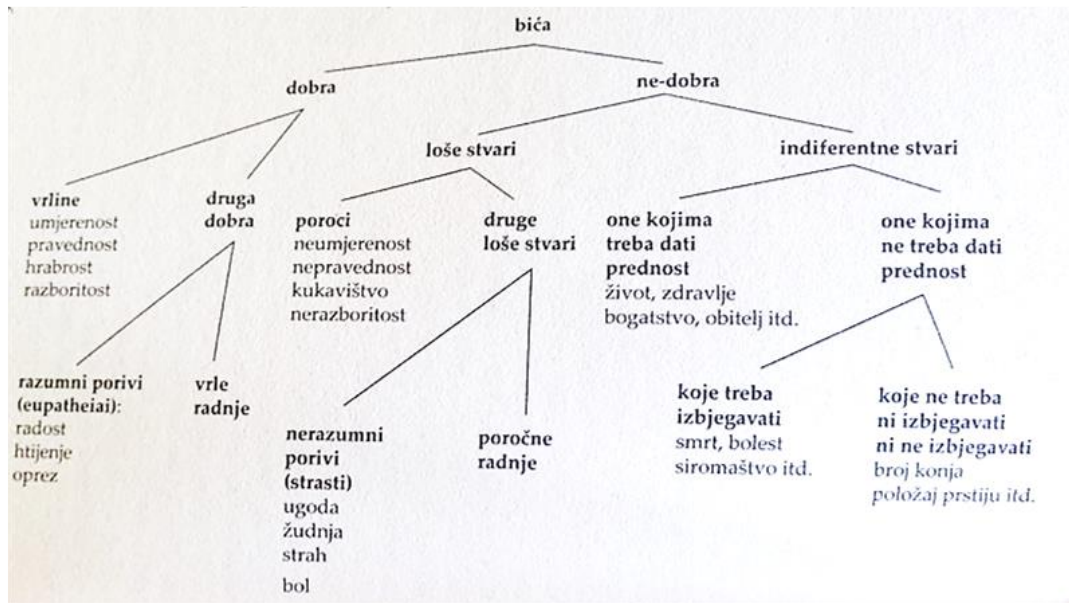 bića
dobra
ne-dobra
loše stvari
indiferentne stvari
vrline
umjerenost
pravednost
hrabrost
razboritost
druga
dobra
poroci
neumjerenost
nepravednost
kukavištvo
nerazboritost
druge
loše stvari
one kojima
treba dati
prednost
život, zdravlje
bogatstvo, obitelj itd.
one kojima
ne treba dati
prednost
razumni porivi
(eupatheiai):
radost
htijenje
oprez
vrle
radnje
nerazumni
porivi
(strasti)
ugoda
žudnja
strah
bol
poročne
radnje
koje treba
izbjegavati
smrt, bolest
siromaštvo itd.
koje ne treba
ni izbjegavati
ni ne izbjegavati
broj konja
položaj prstiju itd.